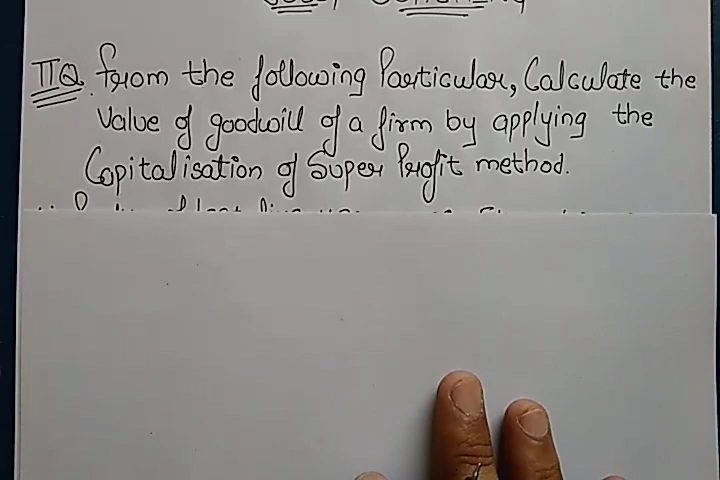 IIQ. From the following Particular, Calculate the
Value of goodwill of a firm by applying the
Capitalisation of Super Profit method.